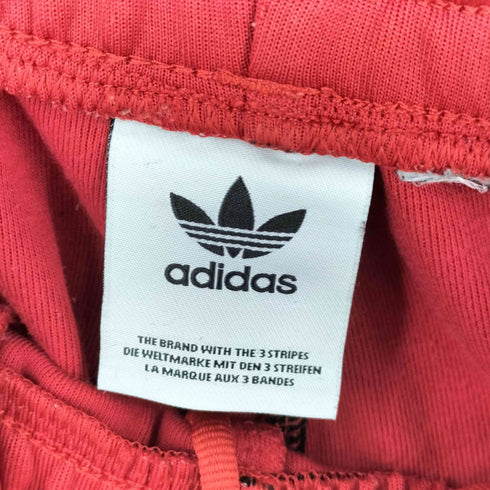 adidas
THE BRAND WITH THE 3 STRIPES
DIE WELTMARKE MIT DEN 3 STREIFEN
LA MARQUE AUX 3 BANDES